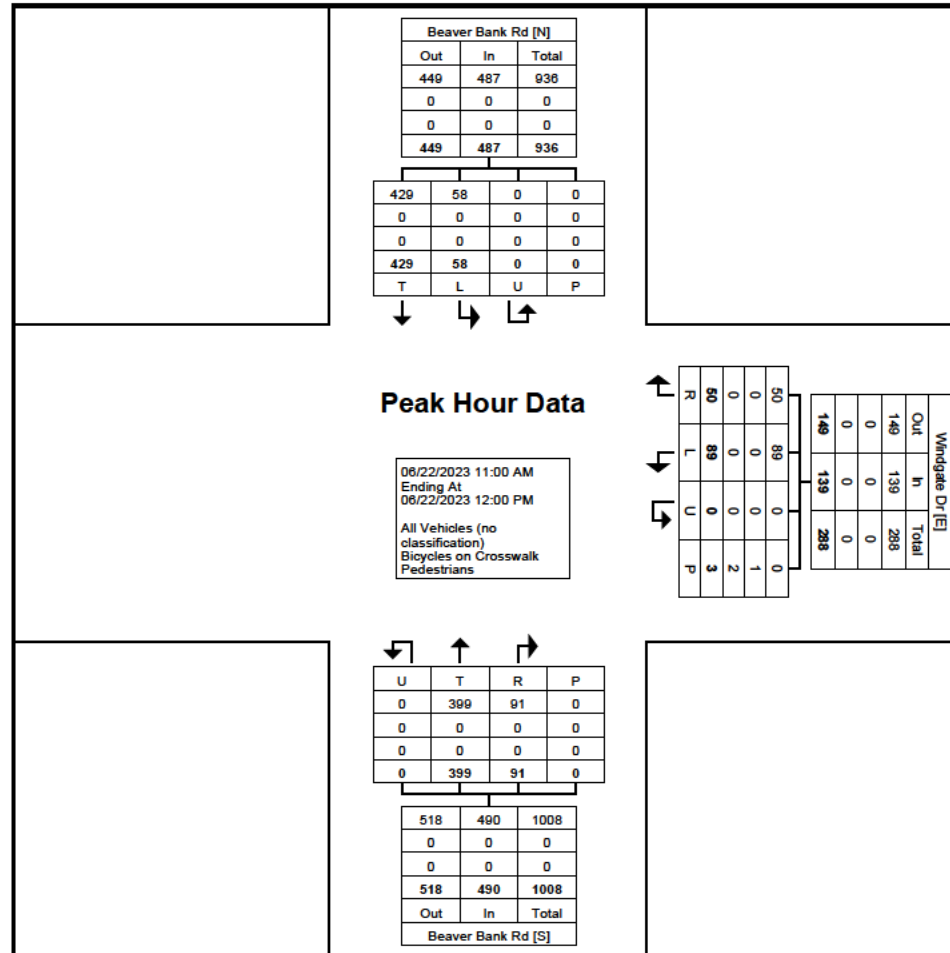 Beaver Bank Rd [N]
Out In Total
449 487 936
0 0 0
0 0 0
449 487 936
429 58 0 0
0 0 0 0
0 0 0 0
429 58 0 0
T L U P
Peak Hour Data
06/22/2023 11:00 AM
Ending At
06/22/2023 12:00 PM
All Vehicles (no
classification)
Bicycles on Crosswalk
Pedestrians
Windgate Dr [E]
Out In Total
149 139 288
0 0 0
0 0 0
149 139 288
50 89 0 0
0 0 0 1
0 0 0 2
50 89 0 3
R L U P
U T R P
0 399 91 0
0 0 0 0
0 0 0 0
0 399 91 0
518 490 1008
0 0 0
0 0 0
518 490 1008
Out In Total
Beaver Bank Rd [S]